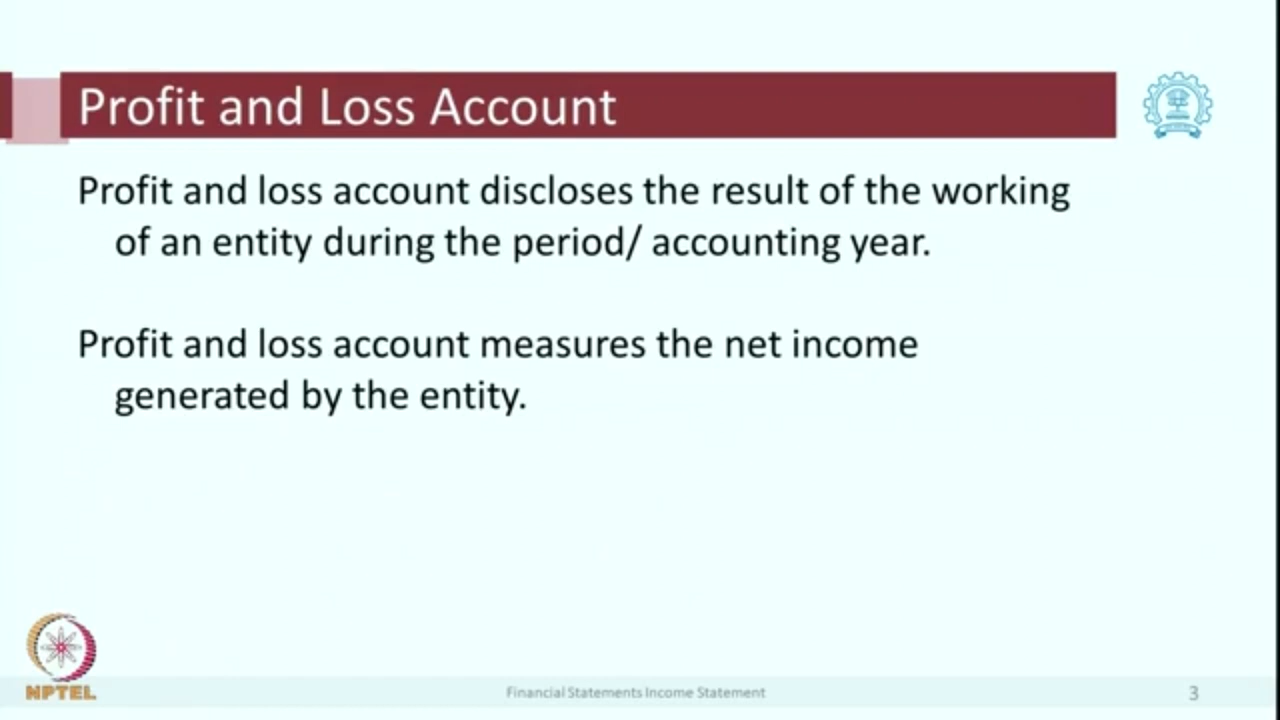 Profit and Loss Account
Profit and loss account discloses the result of the working
of an entity during the period/ accounting year.
Profit and loss account measures the net income
generated by the entity.
NPTEL
Financial Statements Income Statement
3